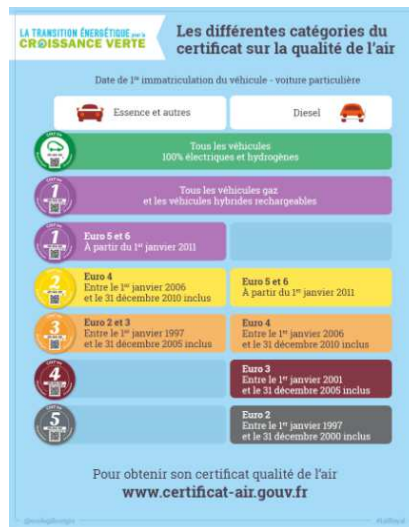 LA TRANSITION ÉNERGÉTIQUE pour la
CROISSANCE VERTE
Les différentes catégories du
certificat sur la qualité de l'air
Date de 1re immatriculation du véhicule - voiture particulière
Essence et autres
Diesel
Tous les véhicules
100% électriques et hydrogènes
1
Tous les véhicules gaz
et les véhicules hybrides rechargeables
1
Euro 5 et 6
À partir du 1er janvier 2011
2
Euro 4
Entre le 1er janvier 2006
et le 31 décembre 2010 inclus
Euro 5 et 6
À partir du 1er janvier 2011
3
Euro 2 et 3
Entre le 1er janvier 1997
et le 31 décembre 2005 inclus
Euro 4
Entre le 1er janvier 2006
et le 31 décembre 2010 inclus
4
Euro 3
Entre le 1er janvier 2001
et le 31 décembre 2005 inclus
5
Euro 2
Entre le 1er janvier 1997
et le 31 décembre 2000 inclus
Pour obtenir son certificat qualité de l'air
www.certificat-air.gouv.fr